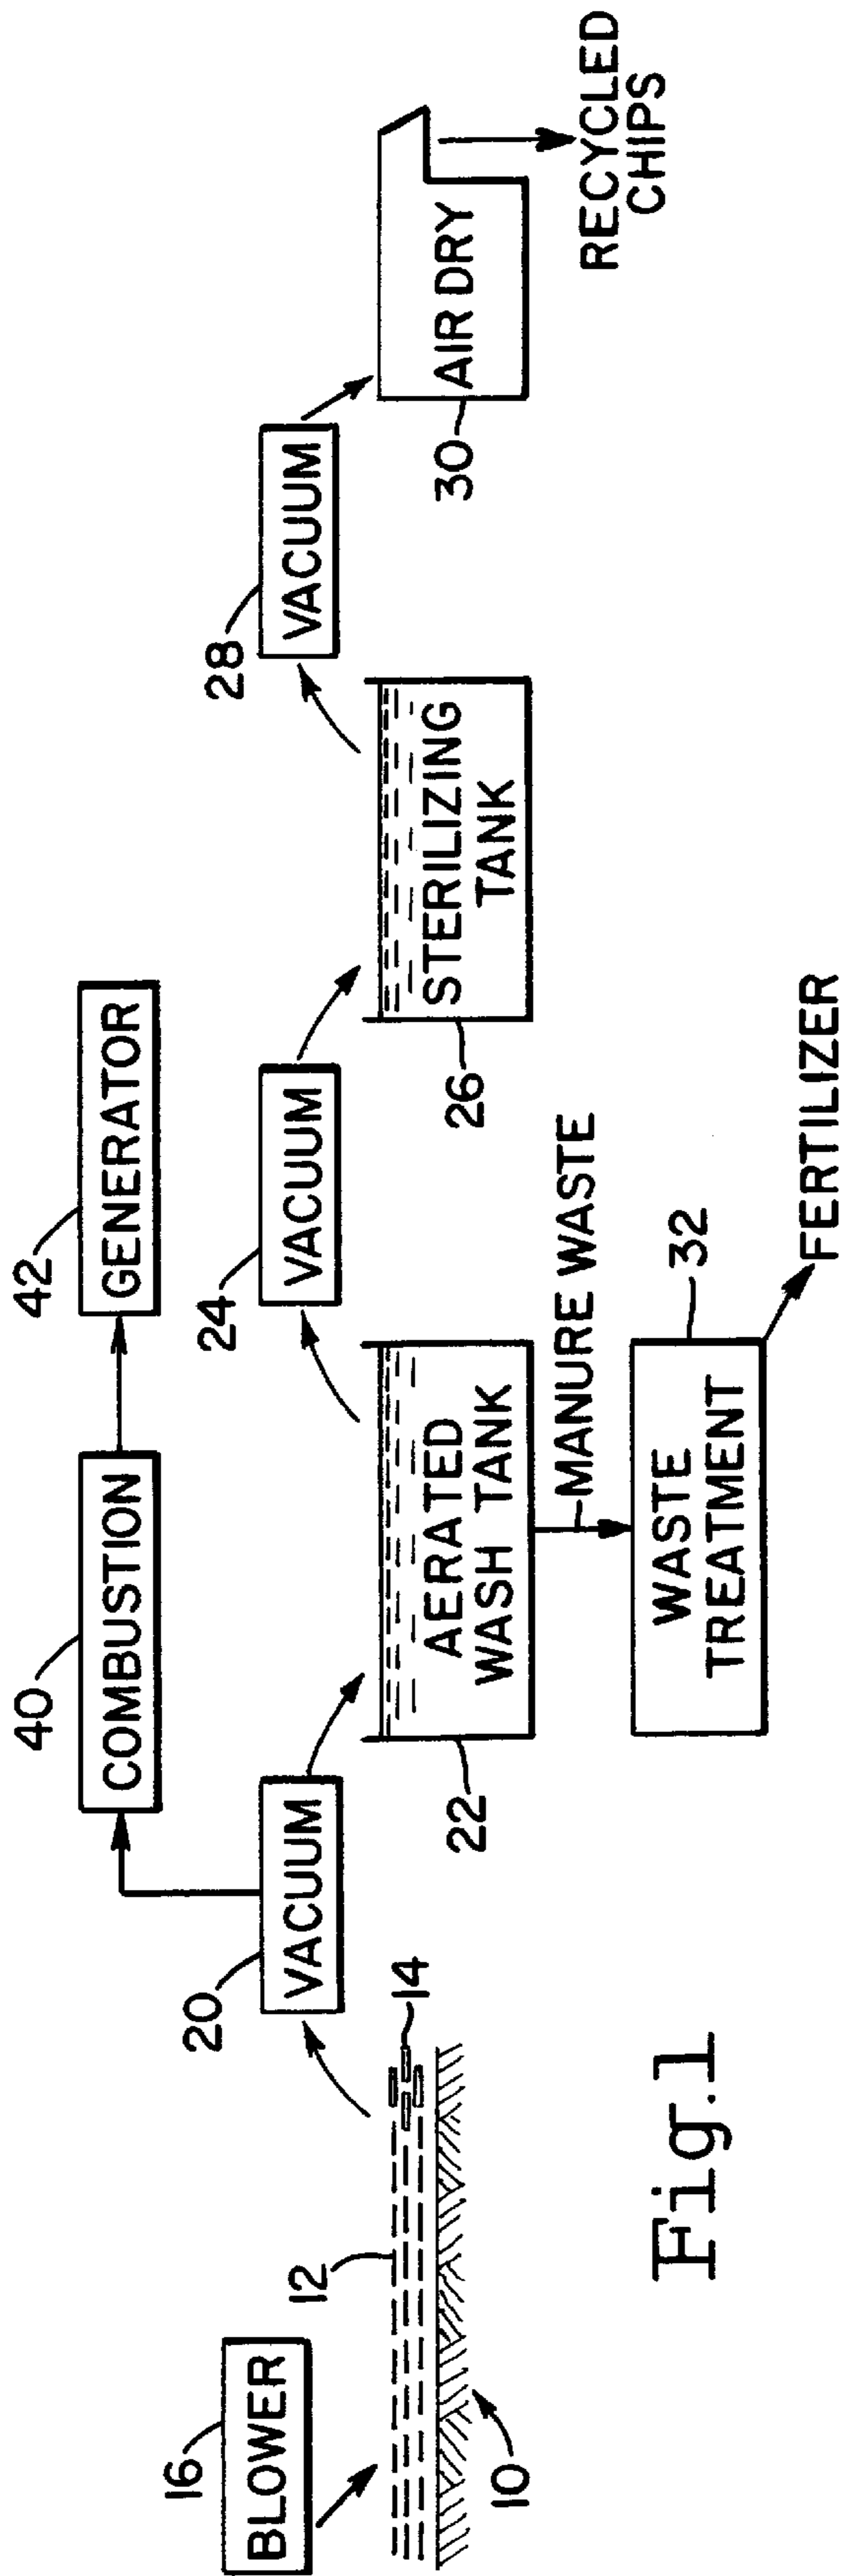 42
GENERATOR
40
COMBUSTION
16
BLOWER
20
VACUUM
24
VACUUM
28
VACUUM
12
14
10
22
AERATED
WASH TANK
26
STERILIZING
TANK
30
AIR DRY
RECYCLED
CHIPS
MANURE WASTE
32
WASTE
TREATMENT
FERTILIZER
Fig.1